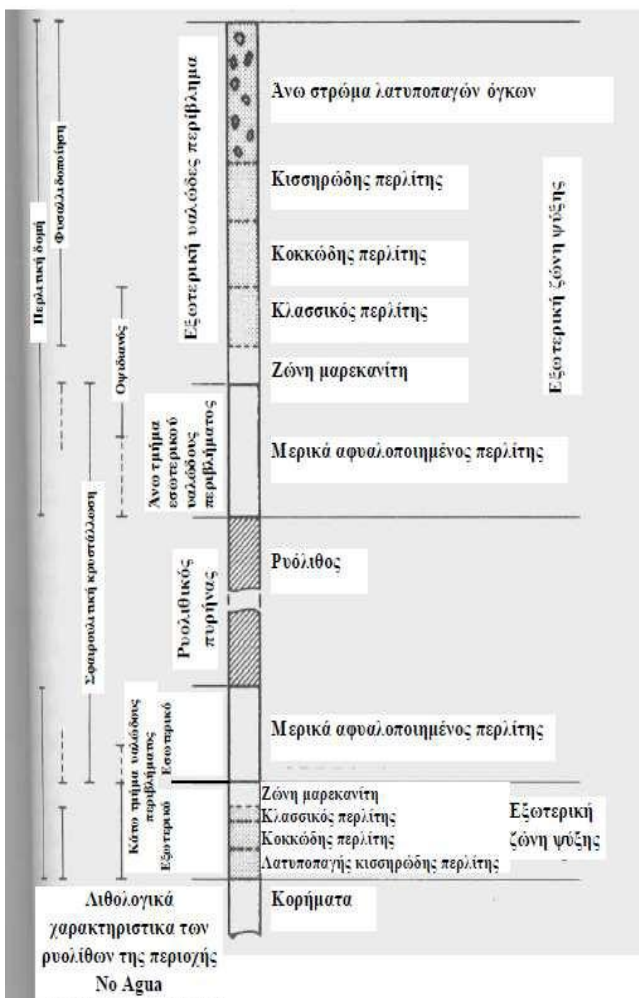 Περλιτική δομή
Φυσαλλιδοποίηση
Οψιδιανός
Σφαιρουλιτική κρυστάλλωση
Εξωτερική υαλώδες περίβλημα
Άνω τμήμα
εσωτερικού
υαλώδους
περιβλήματος
Ρυολιθικός
πυρήνας
Κάτω τμήμα υαλώδους
περιβλήματος
Εξωτερικό Εσωτερικό
Άνω στρώμα λατυποπαγών όγκων
Κισσηρώδης περλίτης
Κοκκώδης περλίτης
Κλασσικός περλίτης
Ζώνη μαρεκανίτη
Μερικά αφυαλοποιημένος περλίτης
Εξωτερική ζώνη ψύξης
Ρυόλιθος
Μερικά αφυαλοποιημένος περλίτης
Ζώνη μαρεκανίτη
Κλασσικός περλίτης
Κοκκώδης περλίτης
Λατυποπαγής κισσηρώδης περλίτης
Εξωτερική
ζώνη ψύξης
Κορήματα
Λιθολογικά
χαρακτηριστικα των
ρυολίθων της περιοχής
No Agua